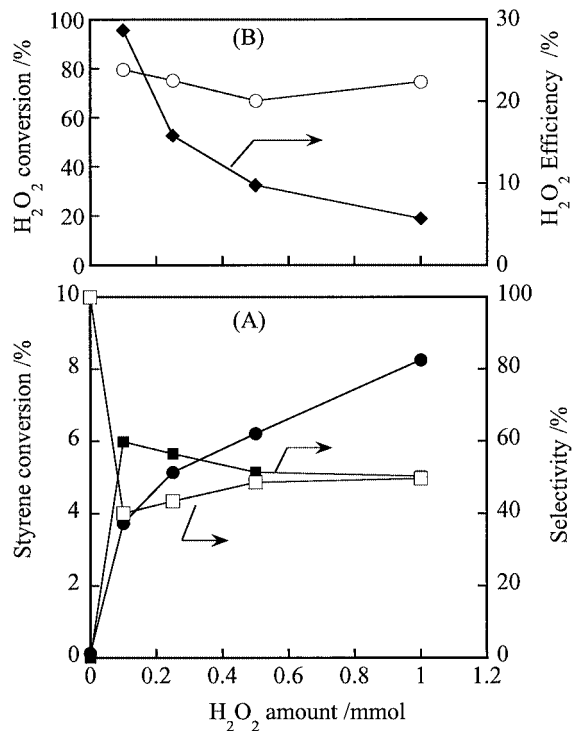 (B)
H₂O₂ conversion /%
100
80
60
40
20
0
30
20
10
0
H₂O₂ Efficiency /%
(A)
Styrene conversion /%
10
8
6
4
2
0
100
80
60
40
20
0
Selectivity /%
0 0.2 0.4 0.6 0.8 1 1.2
H₂O₂ amount /mmol